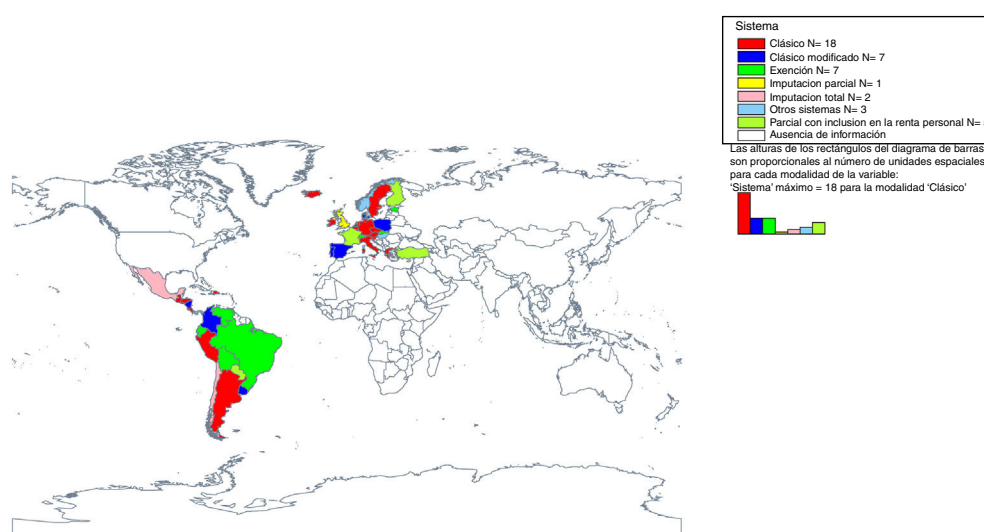 Sistema
Clásico N= 18
Clásico modificado N= 7
Exención N= 7
Imputacion parcial N= 1
Imputacion total N= 2
Otros sistemas N= 3
Parcial con inclusion en la renta personal N=
Ausencia de información
Las alturas de los rectángulos del diagrama de barras
son proporcionales al número de unidades espaciales
para cada modalidad de la variable:
‘Sistema’ máximo = 18 para la modalidad ‘Clásico’